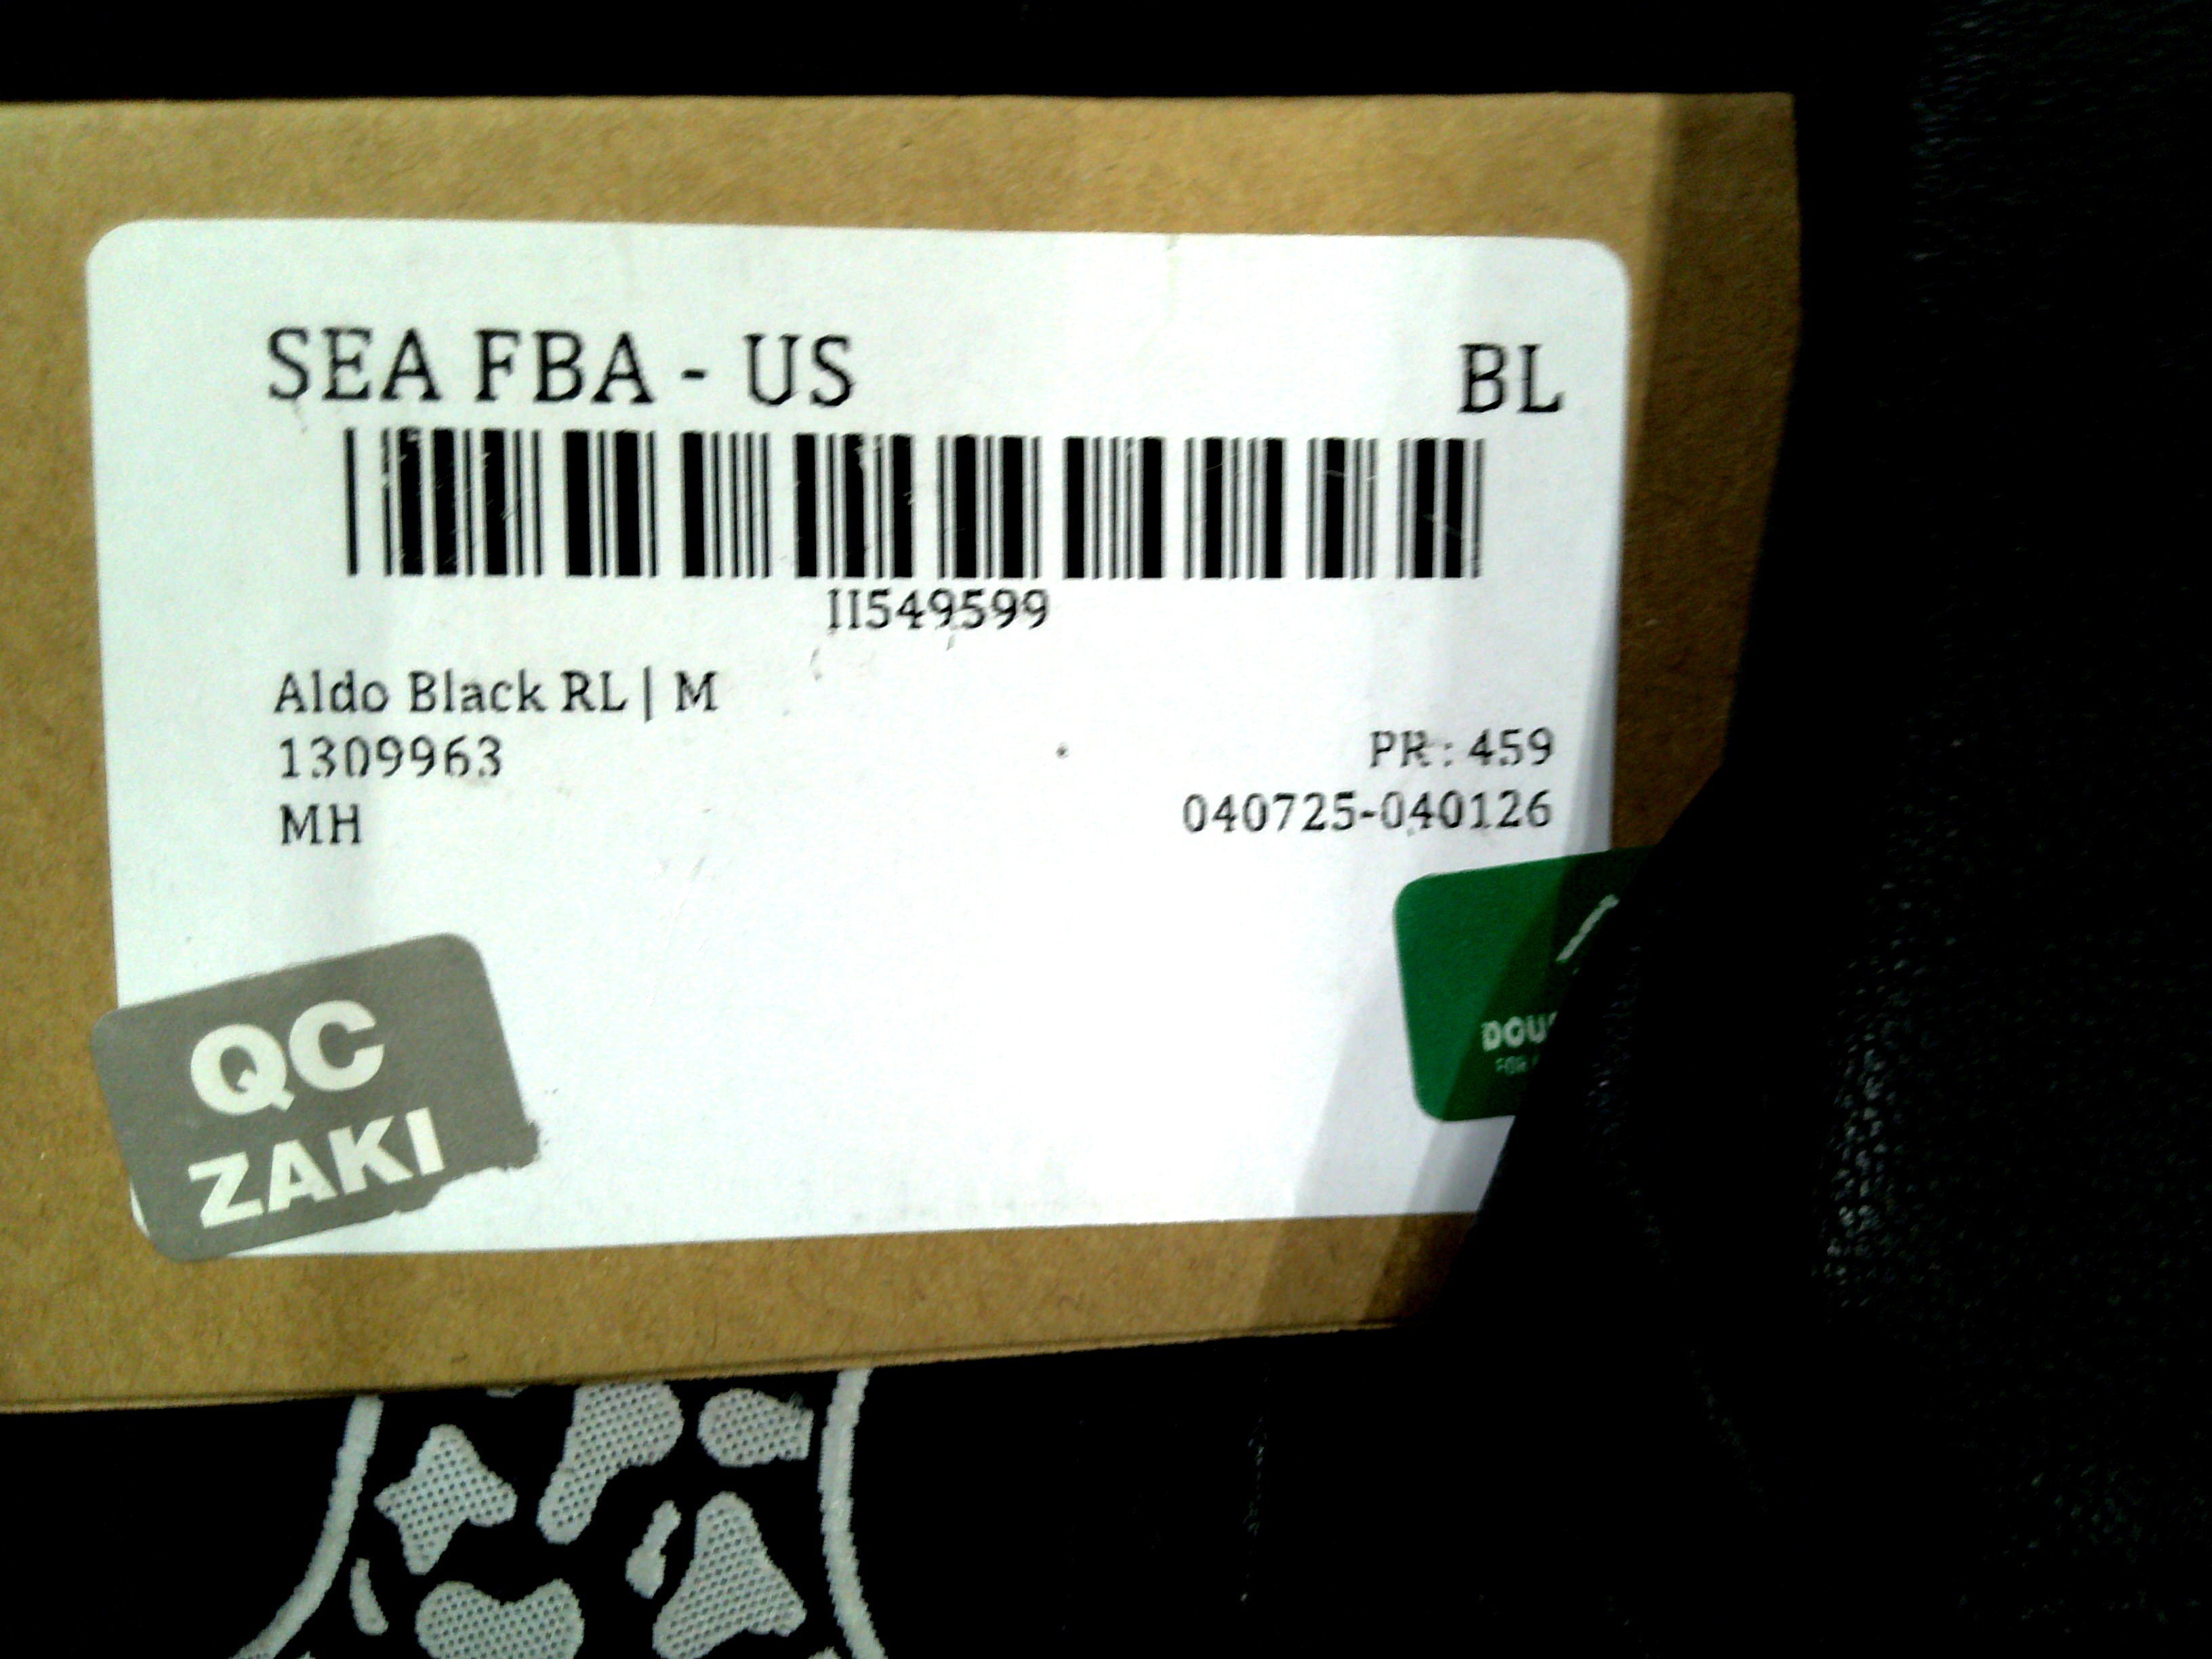 SEA FBA - US
BL
II549599
Aldo Black RL | M
1309963
PR : 459
MH
040725-040126
QC
ZAKI